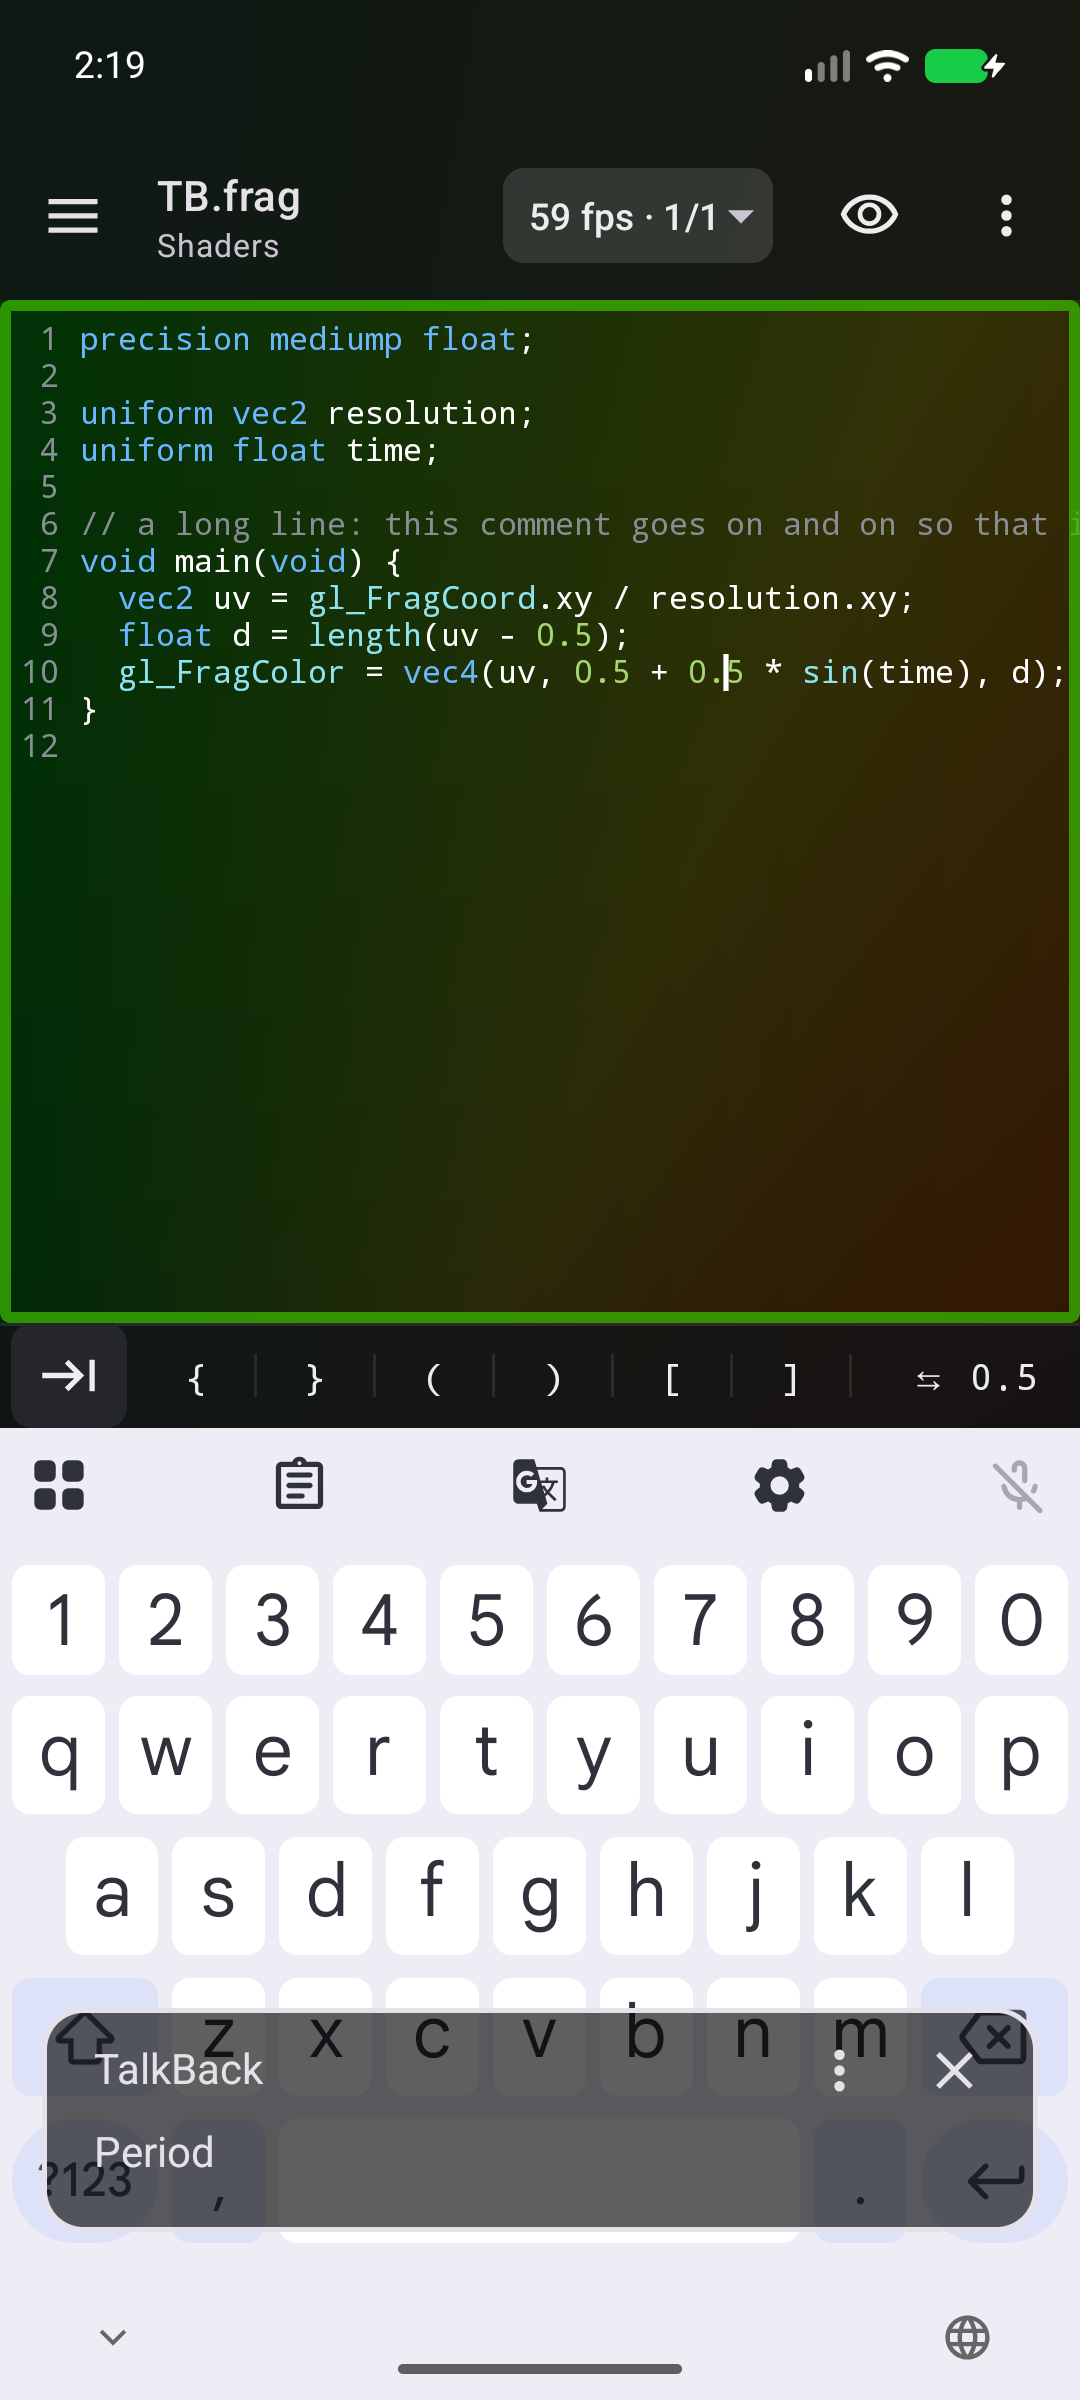 2:19
TB.frag
Shaders
59 fps · 1/1
1 precision mediump float;
2
3 uniform vec2 resolution;
4 uniform float time;
5
6 // a long line: this comment goes on and on so that i
7 void main(void) {
8   vec2 uv = gl_FragCoord.xy / resolution.xy;
9   float d = length(uv - 0.5);
10   gl_FragColor = vec4(uv, 0.5 + 0.5 * sin(time), d);
11 }
12
{ } ( ) [ ] ⇆ 0.5
1 2 3 4 5 6 7 8 9 0
q w e r t y u i o p
a s d f g h j k l
z x c v b n m
TalkBack
Period
?123 , .